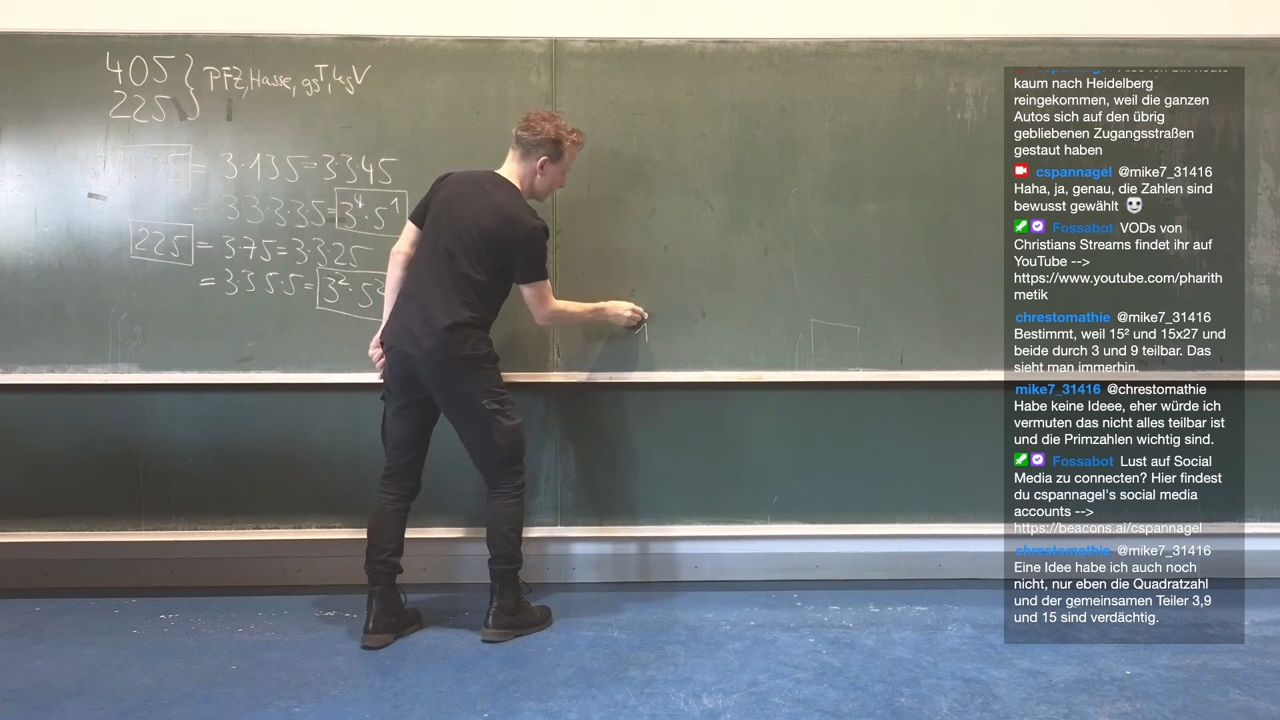 405
225 } PFZ, Hasse, gsT, ksV
= 3·135=3·3·45
= 3·3·3·3·5=3⁴·5¹
225 = 3·75=3·3·25
= 3·3·5·5=3²·5²
kaum nach Heidelberg
reingekommen, weil die ganzen
Autos sich auf den übrig
gebliebenen Zugangsstraßen
gestaut haben
cspannagel @mike7_31416
Haha, ja, genau, die Zahlen sind
bewusst gewählt
Fossabot VODs von
Christians Streams findet ihr auf
YouTube -->
https://www.youtube.com/pharith
metik
chrestomathie @mike7_31416
Bestimmt, weil 15² und 15x27 und
beide durch 3 und 9 teilbar. Das
sieht man immerhin.
mike7_31416 @chrestomathie
Habe keine Ideee, eher würde ich
vermuten das nicht alles teilbar ist
und die Primzahlen wichtig sind.
Fossabot Lust auf Social
Media zu connecten? Hier findest
du cspannagel's social media
accounts -->
https://beacons.ai/cspannagel
chrestomathie @mike7_31416
Eine Idee habe ich auch noch
nicht, nur eben die Quadratzahl
und der gemeinsamen Teiler 3,9
und 15 sind verdächtig.